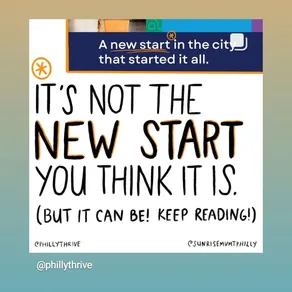 A new start in the city
that started it all.
IT'S NOT THE
NEW START
YOU THINK IT IS.
(BUT IT CAN BE! KEEP READING!)
@PHILLYTHRIVE @SUNRISEMVMTPHILLY
@phillythrive